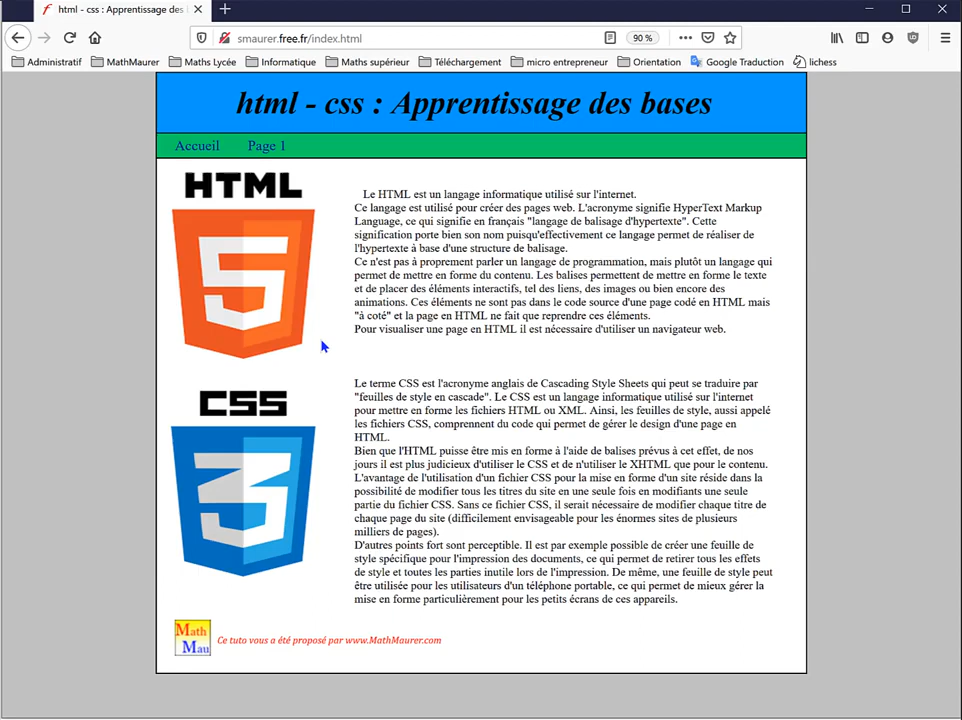 html - css : Apprentissage des bases
smaurer.free.fr/index.html
90 %
Administratif
MathMaurer
Maths Lycée
Informatique
Maths supérieur
Téléchargement
micro entrepreneur
Orientation
Google Traduction
lichess
html - css : Apprentissage des bases
Accueil Page 1
HTML
5
Le HTML est un langage informatique utilisé sur l'internet.
Ce langage est utilisé pour créer des pages web. L'acronyme signifie HyperText Markup
Language, ce qui signifie en français "langage de balisage d'hypertexte". Cette
signification porte bien son nom puisqu'effectivement ce langage permet de réaliser de
l'hypertexte à base d'une structure de balisage.
Ce n'est pas à proprement parler un langage de programmation, mais plutôt un langage qui
permet de mettre en forme du contenu. Les balises permettent de mettre en forme le texte
et de placer des éléments interactifs, tel des liens, des images ou bien encore des
animations. Ces éléments ne sont pas dans le code source d'une page codé en HTML mais
"à coté" et la page en HTML ne fait que reprendre ces éléments.
Pour visualiser une page en HTML il est nécessaire d'utiliser un navigateur web.
CSS
3
Le terme CSS est l'acronyme anglais de Cascading Style Sheets qui peut se traduire par
"feuilles de style en cascade". Le CSS est un langage informatique utilisé sur l'internet
pour mettre en forme les fichiers HTML ou XML. Ainsi, les feuilles de style, aussi appelé
les fichiers CSS, comprennent du code qui permet de gérer le design d'une page en
HTML.
Bien que l'HTML puisse être mis en forme à l'aide de balises prévus à cet effet, de nos
jours il est plus judicieux d'utiliser le CSS et de n'utiliser le XHTML que pour le contenu.
L'avantage de l'utilisation d'un fichier CSS pour la mise en forme d'un site réside dans la
possibilité de modifier tous les titres du site en une seule fois en modifiants une seule
partie du fichier CSS. Sans ce fichier CSS, il serait nécessaire de modifier chaque titre de
chaque page du site (difficilement envisageable pour les énormes sites de plusieurs
milliers de pages).
D'autres points fort sont perceptible. Il est par exemple possible de créer une feuille de
style spécifique pour l'impression des documents, ce qui permet de retirer tous les effets
de style et toutes les parties inutile lors de l'impression. De même, une feuille de style peut
être utilisée pour les utilisateurs d'un téléphone portable, ce qui permet de mieux gérer la
mise en forme particulièrement pour les petits écrans de ces appareils.
Math
Mau
Ce tuto vous a été proposé par www.MathMaurer.com